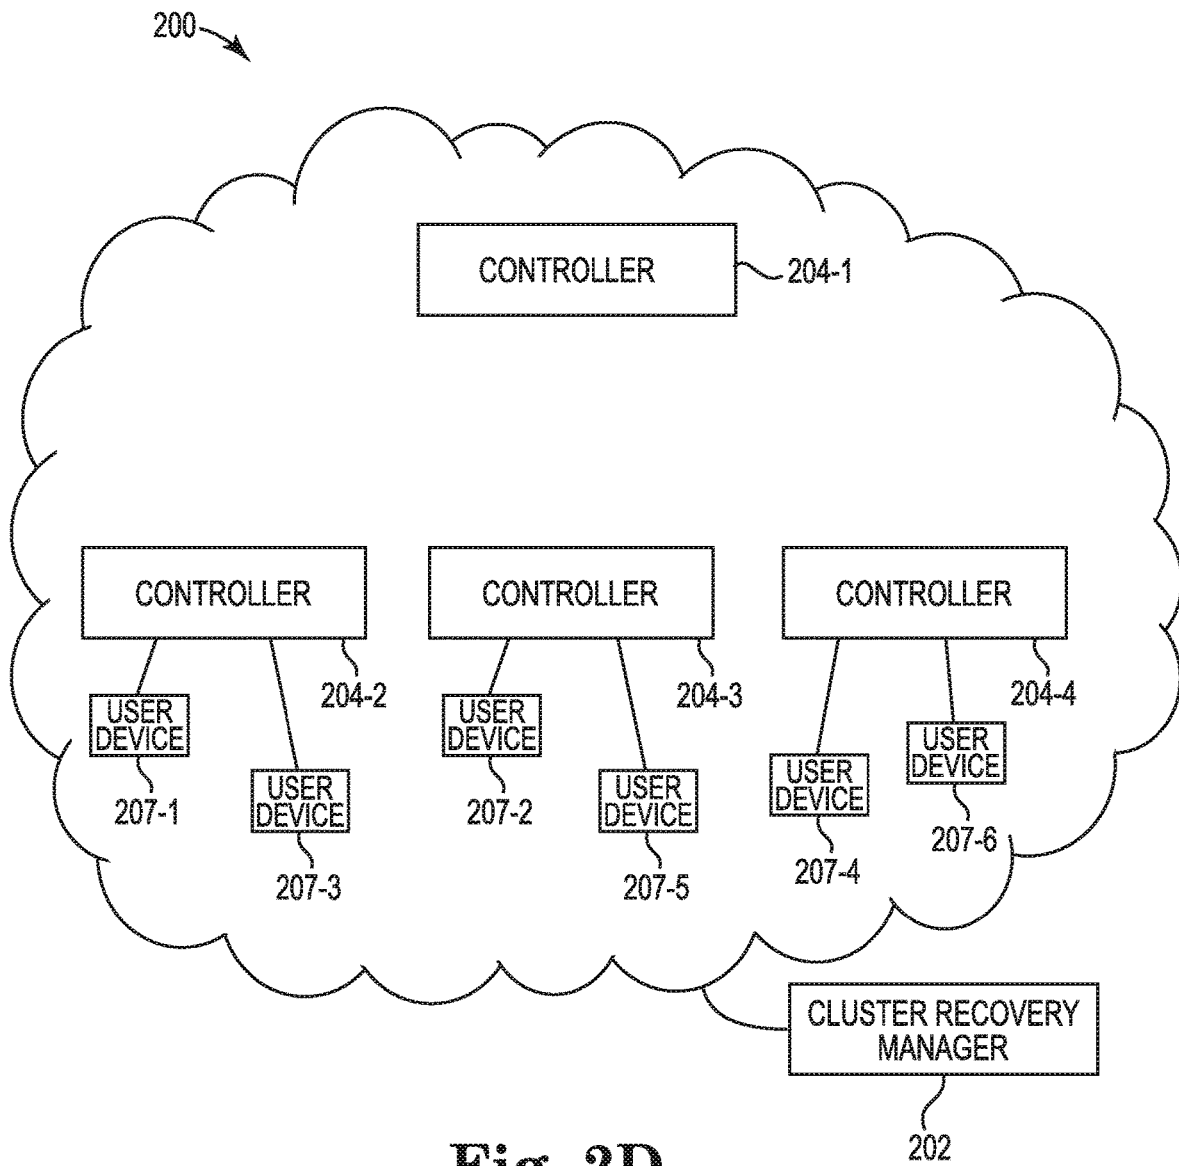 200
CONTROLLER
204-1
CONTROLLER
CONTROLLER
CONTROLLER
204-2
204-3
204-4
USER
DEVICE
207-1
USER
DEVICE
207-3
USER
DEVICE
207-2
USER
DEVICE
207-5
USER
DEVICE
207-4
USER
DEVICE
207-6
CLUSTER RECOVERY
MANAGER
202
Fig. 2D